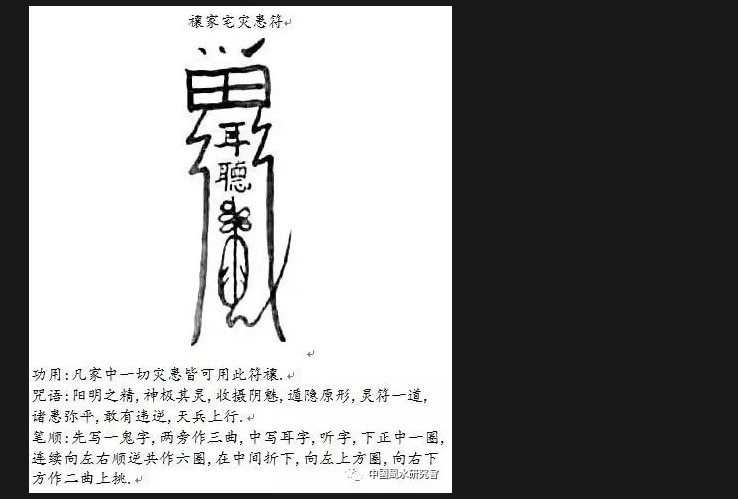 禳家宅灾患符
耳
聽
功用:凡家中一切灾患皆可用此符禳.
咒语:阳明之精,神极其灵,收摄阴魅,遁隐原形,灵符一道,
诸患弥平,敢有违逆,天兵上行.
笔顺:先写一鬼字,两旁作三曲,中写耳字,听字,下正中一圈,
连续向左右顺逆共作六圈,在中间折下,向左上方圈,向右下
方作二曲上挑.
中國風水研究會